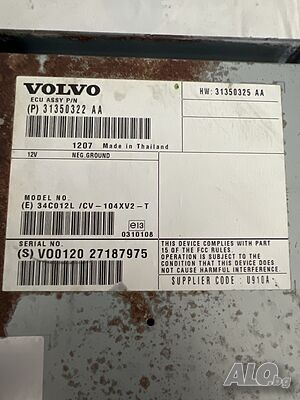 VOLVO
ECU ASSY P/N
(P) 31350322 AA
HW: 31350325 AA
1207 Made in Thailand
12V NEG.GROUND
MODEL NO.
(E) 34C012L /CV-104XV2-T
e13
0310108
SERIAL NO.
(S) VO0120 27187975
THIS DEVICE COMPLIES WITH PART
15 OF THE FCC RULES.
OPERATION IS SUBJECT TO THE
CONDITION THAT THIS DEVICE DOES
NOT CAUSE HARMFUL INTERFERENCE.
SUPPLIER CODE: U910A
ALO.bg